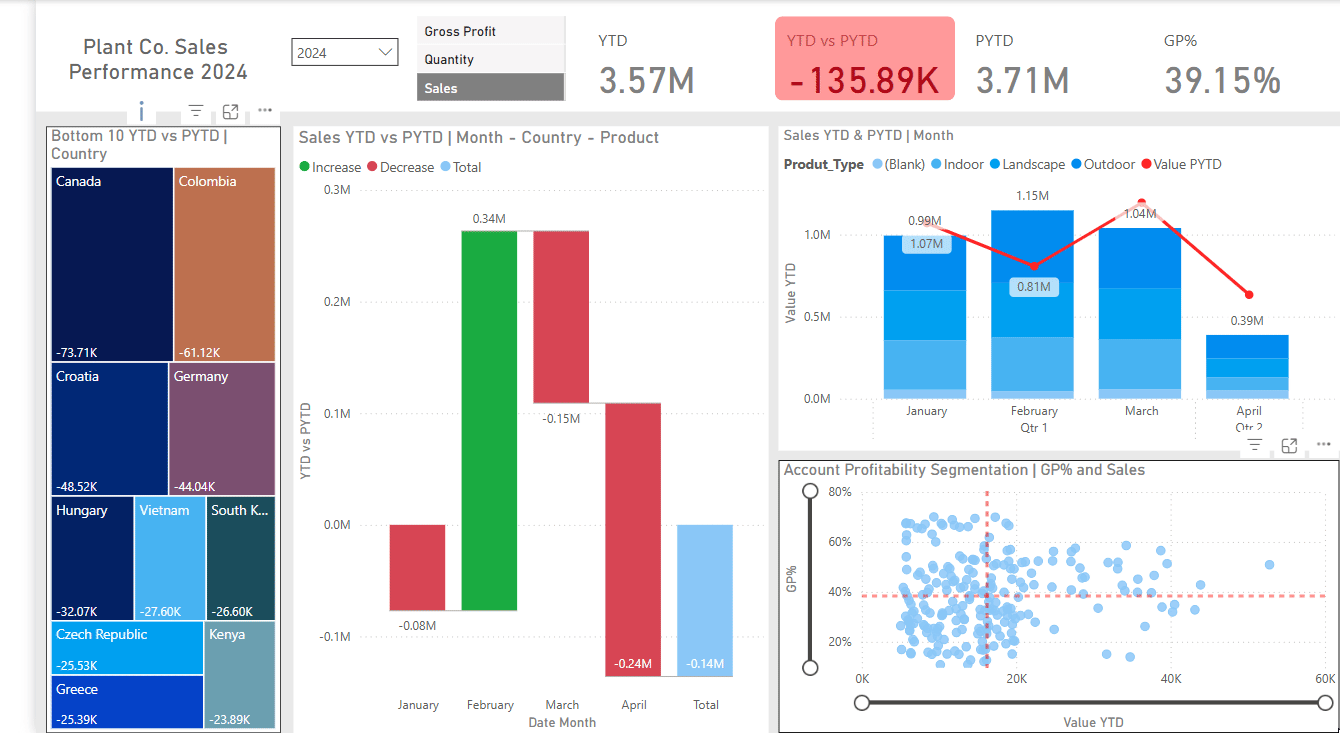 Plant Co. Sales
Performance 2024
2024
Gross Profit
Quantity
Sales
YTD
3.57M
YTD vs PYTD
-135.89K
PYTD
3.71M
GP%
39.15%
Bottom 10 YTD vs PYTD |
Country
Canada
-73.71K
Colombia
-61.12K
Croatia
-48.52K
Germany
-44.04K
Hungary
-32.07K
Vietnam
-27.60K
South K...
-26.60K
Czech Republic
-25.53K
Kenya
-23.89K
Greece
-25.39K
Sales YTD vs PYTD | Month - Country - Product
Increase Decrease Total
0.3M
0.2M
0.1M
0.0M
-0.1M
YTD vs PYTD
0.34M
-0.15M
-0.08M
-0.24M
-0.14M
January February March April Total
Date Month
Sales YTD & PYTD | Month
Produt_Type (Blank) Indoor Landscape Outdoor Value PYTD
1.0M
0.5M
0.0M
Value YTD
0.99M
1.07M
1.15M
0.81M
1.04M
0.39M
January February March April
Qtr 1 Qtr 2
Account Profitability Segmentation | GP% and Sales
80%
60%
40%
20%
GP%
0K 20K 40K 60K
Value YTD